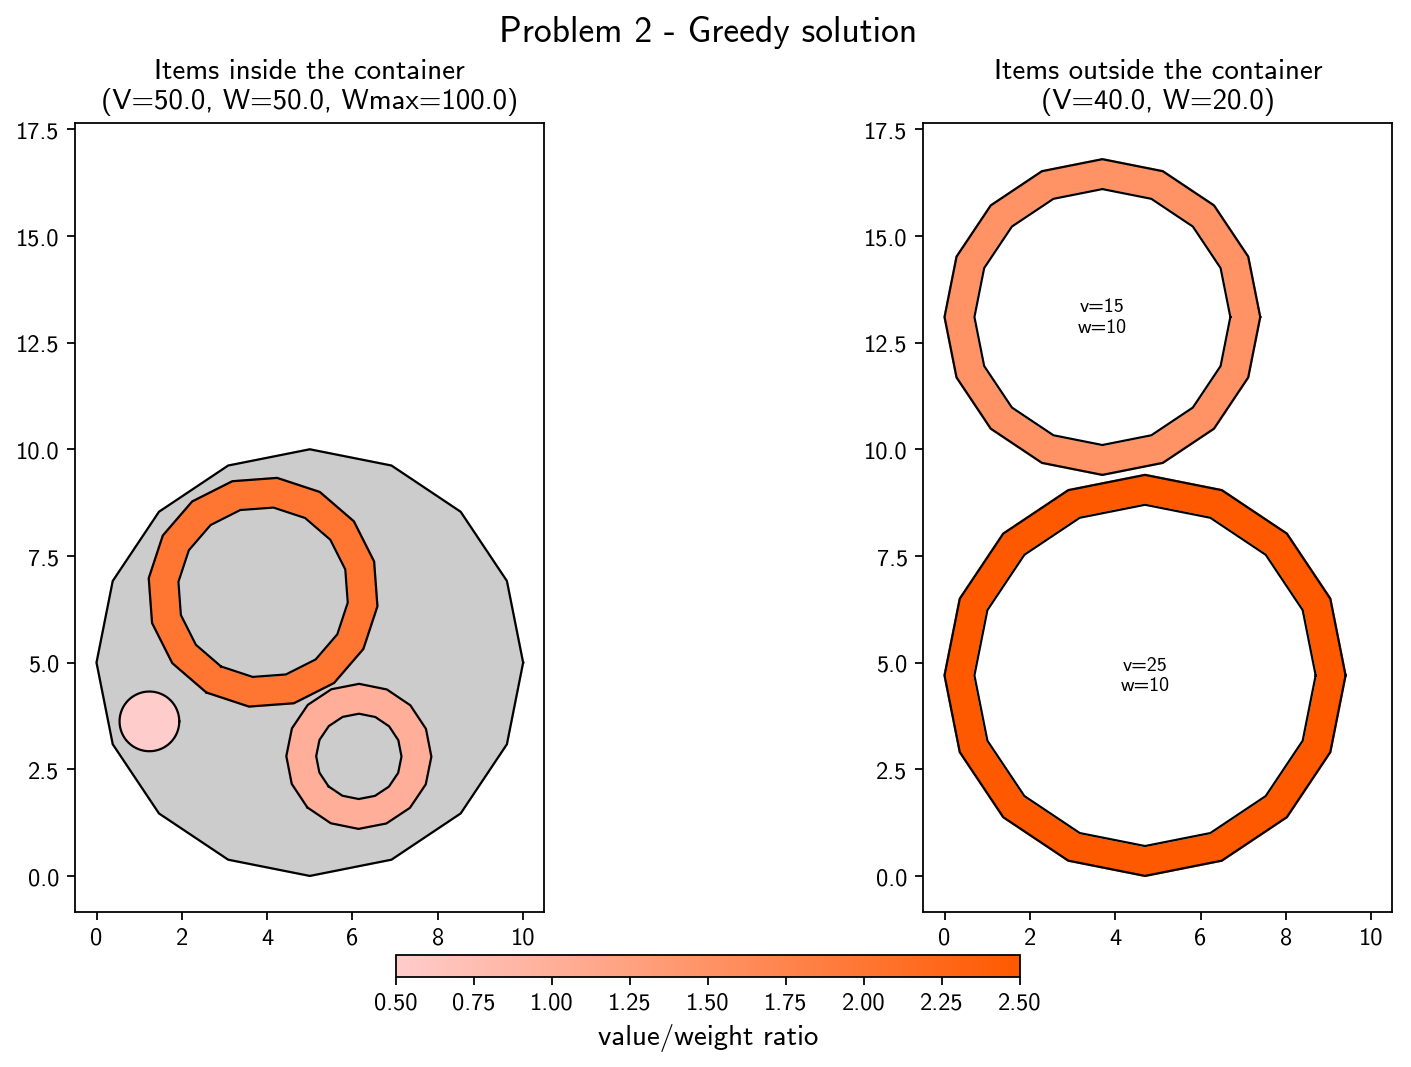 Problem 2 - Greedy solution
Items inside the container
(V=50.0, W=50.0, Wmax=100.0)
17.5
15.0
12.5
10.0
7.5
5.0
2.5
0.0
0 2 4 6 8 10
Items outside the container
(V=40.0, W=20.0)
17.5
15.0
12.5
10.0
7.5
5.0
2.5
0.0
v=15
w=10
v=25
w=10
0 2 4 6 8 10
0.50 0.75 1.00 1.25 1.50 1.75 2.00 2.25 2.50
value/weight ratio